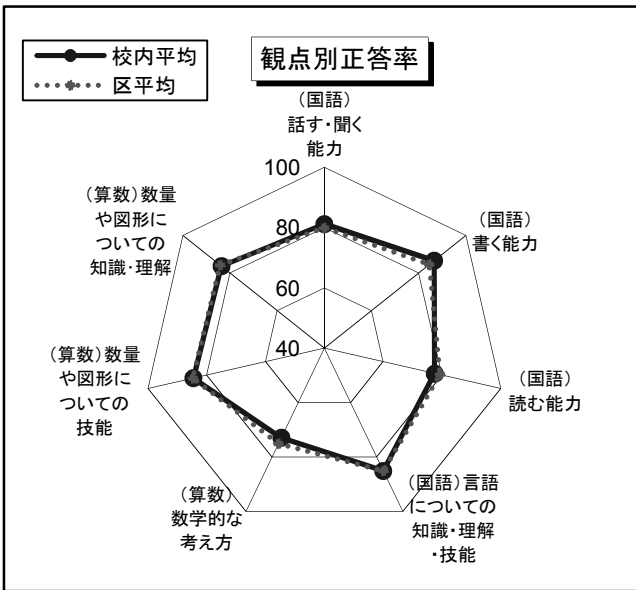 校内平均
区平均
観点別正答率
（国語）
話す・聞く
能力
100
80
60
40
（国語）
書く能力
（国語）
読む能力
（国語）言語
についての
知識・理解
・技能
（算数）
数学的な
考え方
（算数）数量
や図形に
ついての
技能
（算数）数量
や図形に
ついての
知識・理解